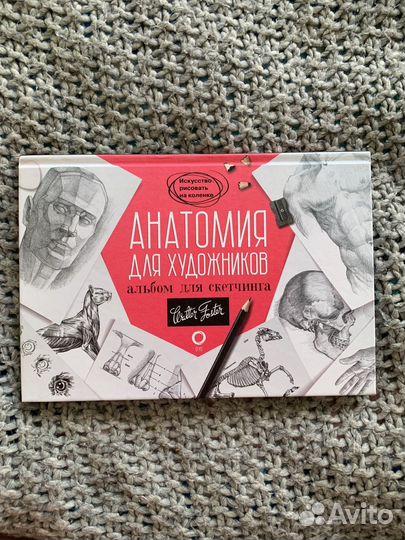 Искусство
рисовать
на коленке
АНАТОМИЯ
ДЛЯ ХУДОЖНИКОВ
альбом для скетчинга
Walter Foster
Avito